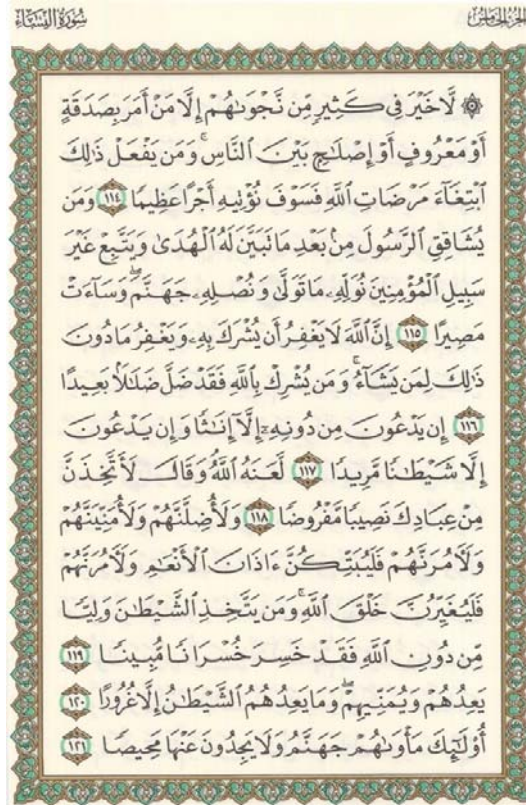 الجزء الخامس
سورة النساء
۞ لَّا خَيْرَ فِي كَثِيرٍ مِّن نَّجْوَىٰهُمْ إِلَّا مَنْ أَمَرَ بِصَدَقَةٍ
أَوْ مَعْرُوفٍ أَوْ إِصْلَٰحٍۭ بَيْنَ ٱلنَّاسِۚ وَمَن يَفْعَلْ ذَٰلِكَ
ٱبْتِغَآءَ مَرْضَاتِ ٱللَّهِ فَسَوْفَ نُؤْتِيهِ أَجْرًا عَظِيمًا ١١٤ وَمَن
يُشَاقِقِ ٱلرَّسُولَ مِنۢ بَعْدِ مَا تَبَيَّنَ لَهُ ٱلْهُدَىٰ وَيَتَّبِعْ غَيْرَ
سَبِيلِ ٱلْمُؤْمِنِينَ نُوَلِّهِۦ مَا تَوَلَّىٰ وَنُصْلِهِۦ جَهَنَّمَۖ وَسَآءَتْ
مَصِيرًا ١١٥ إِنَّ ٱللَّهَ لَا يَغْفِرُ أَن يُشْرَكَ بِهِۦ وَيَغْفِرُ مَا دُونَ
ذَٰلِكَ لِمَن يَشَآءُۚ وَمَن يُشْرِكْ بِٱللَّهِ فَقَدْ ضَلَّ ضَلَٰلًۢا بَعِيدًا
١١٦ إِن يَدْعُونَ مِن دُونِهِۦٓ إِلَّآ إِنَٰثًا وَإِن يَدْعُونَ
إِلَّا شَيْطَٰنًا مَّرِيدًا ١١٧ لَّعَنَهُ ٱللَّهُۘ وَقَالَ لَأَتَّخِذَنَّ
مِنْ عِبَادِكَ نَصِيبًا مَّفْرُوضًا ١١٨ وَلَأُضِلَّنَّهُمْ وَلَأُمَنِّيَنَّهُمْ
وَلَءَامُرَنَّهُمْ فَلَيُبَتِّكُنَّ ءَاذَانَ ٱلْأَنْعَٰمِ وَلَءَامُرَنَّهُمْ
فَلَيُغَيِّرُنَّ خَلْقَ ٱللَّهِۚ وَمَن يَتَّخِذِ ٱلشَّيْطَٰنَ وَلِيًّا
مِّن دُونِ ٱللَّهِ فَقَدْ خَسِرَ خُسْرَانًا مُّبِينًا ١١٩
يَعِدُهُمْ وَيُمَنِّيهِمْۖ وَمَا يَعِدُهُمُ ٱلشَّيْطَٰنُ إِلَّا غُرُورًا ١٢٠
أُو۟لَٰٓئِكَ مَأْوَىٰهُمْ جَهَنَّمُ وَلَا يَجِدُونَ عَنْهَا مَحِيصًا ١٢١